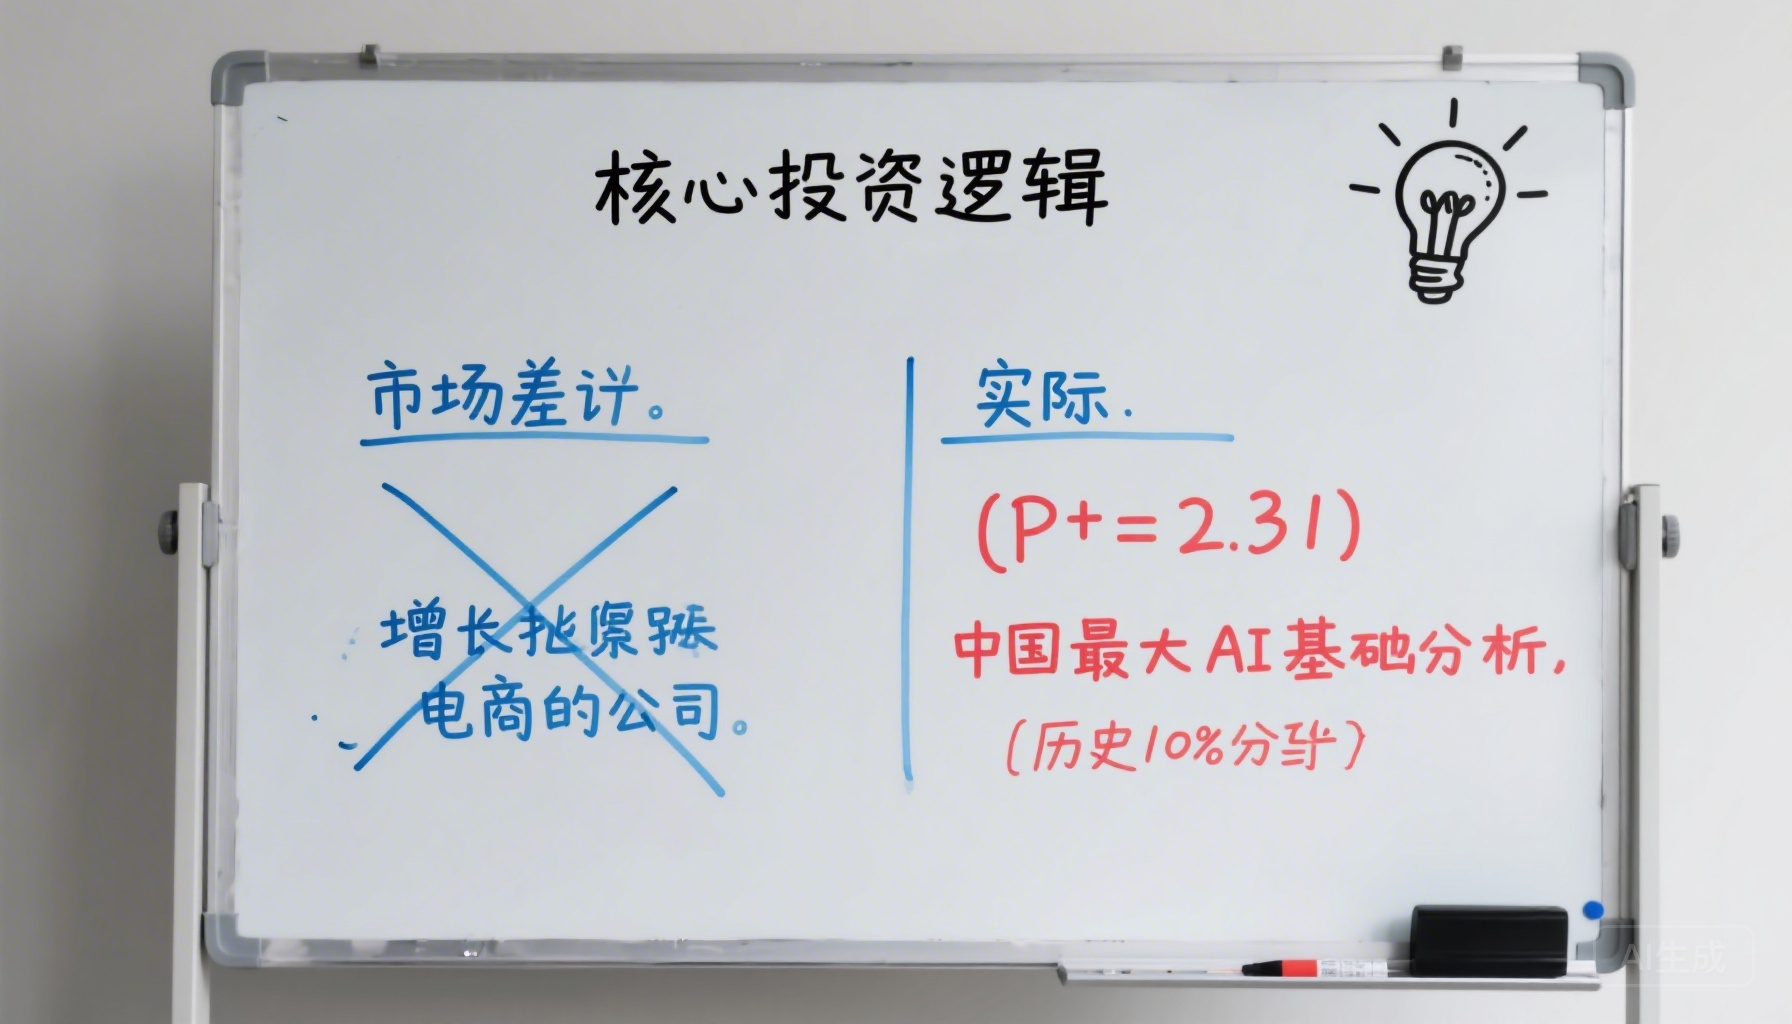 核心投资逻辑
市场差计。
增长
电商的公司。
实际.
(P+=2.31)
中国最大AI基础分析,
(历史10%分
AI生成